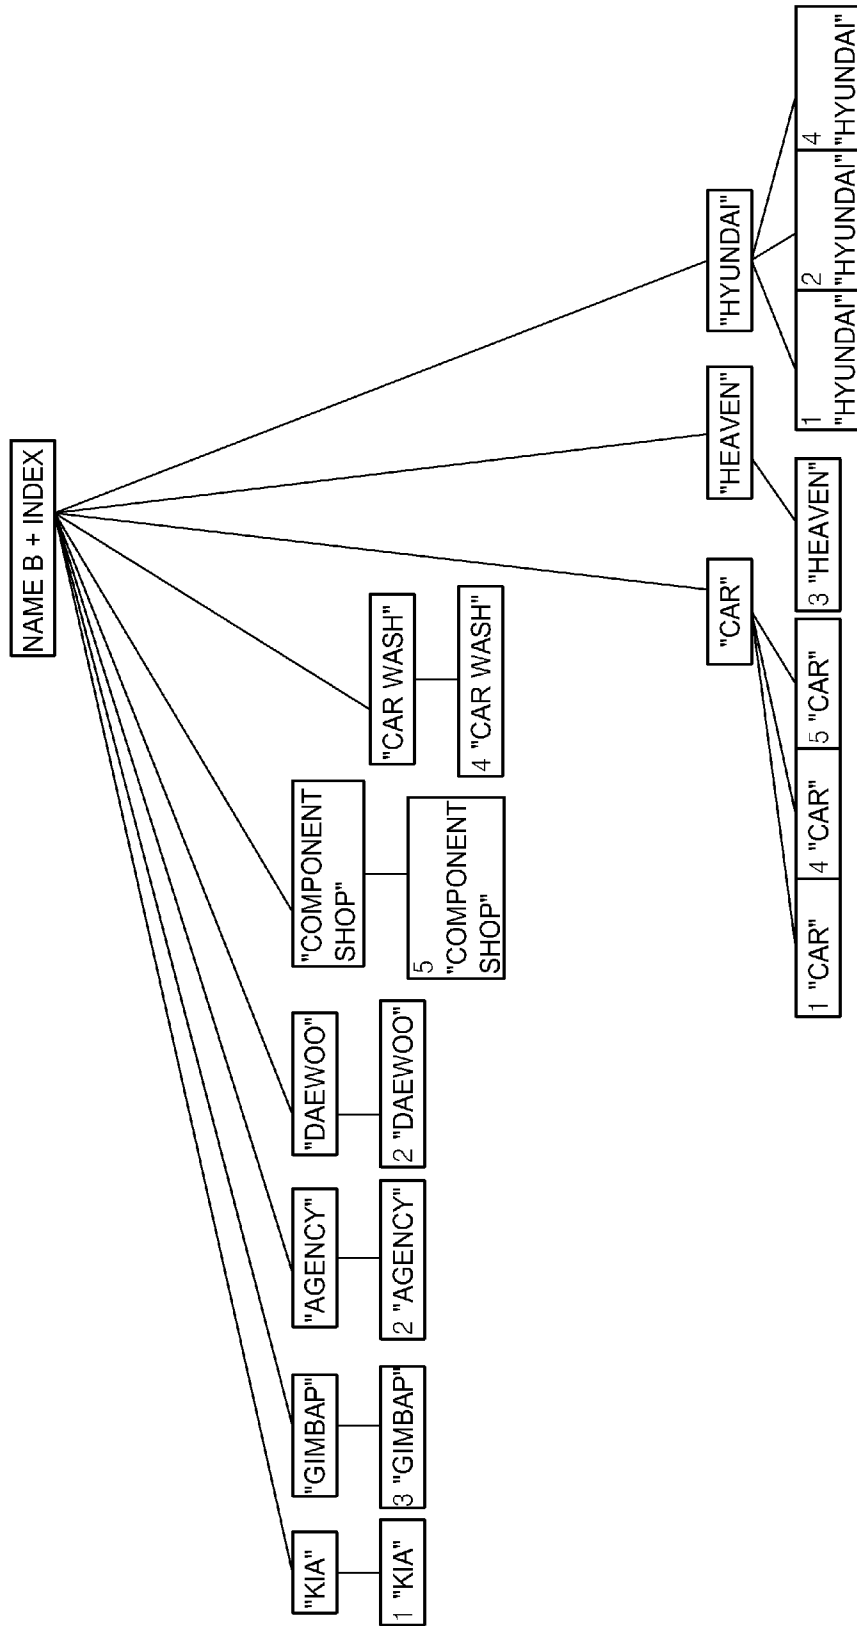 NAME B + INDEX
"KIA"
1 "KIA"
"GIMBAP"
3 "GIMBAP"
"AGENCY"
2 "AGENCY"
"DAEWOO"
2 "DAEWOO"
"COMPONENT
SHOP"
5
"COMPONENT
SHOP"
"CAR WASH"
4 "CAR WASH"
"CAR"
1 "CAR"
4 "CAR"
5 "CAR"
"HEAVEN"
3 "HEAVEN"
"HYUNDAI"
1
"HYUNDAI"
2
"HYUNDAI"
4
"HYUNDAI"